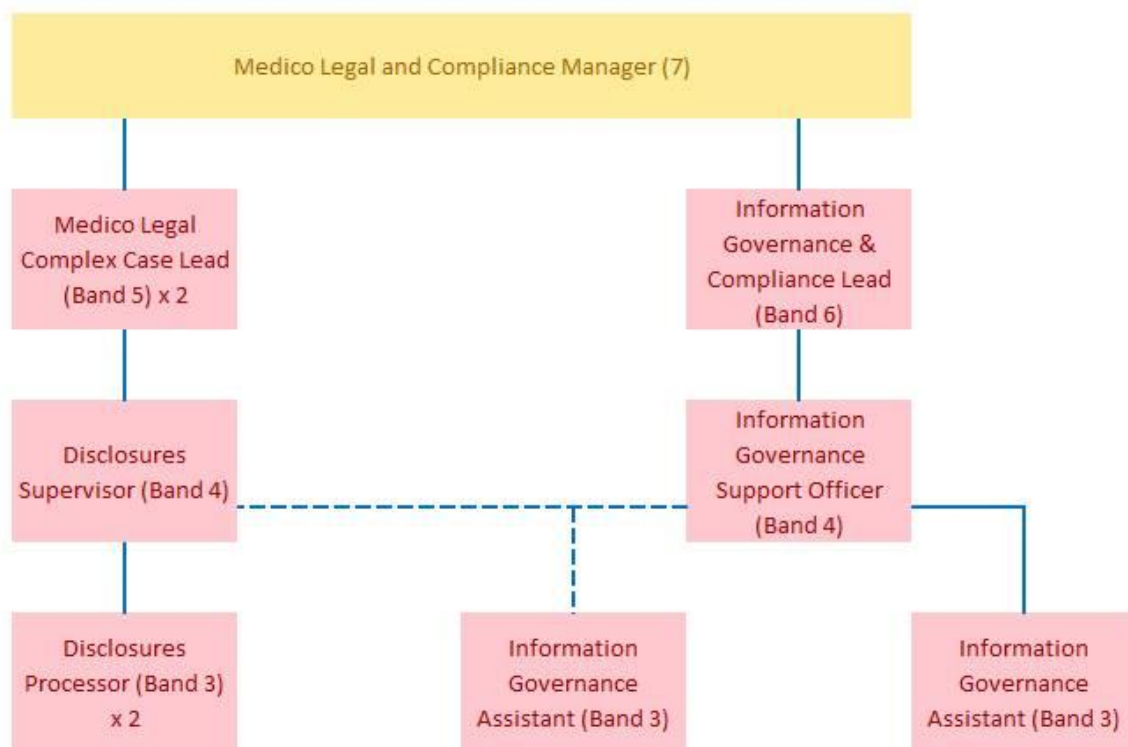 Medico Legal and Compliance Manager (7)
Medico Legal
Complex Case Lead
(Band 5) x 2
Information
Governance &
Compliance Lead
(Band 6)
Disclosures
Supervisor (Band 4)
Information
Governance
Support Officer
(Band 4)
Disclosures
Processor (Band 3)
x 2
Information
Governance
Assistant (Band 3)
Information
Governance
Assistant (Band 3)